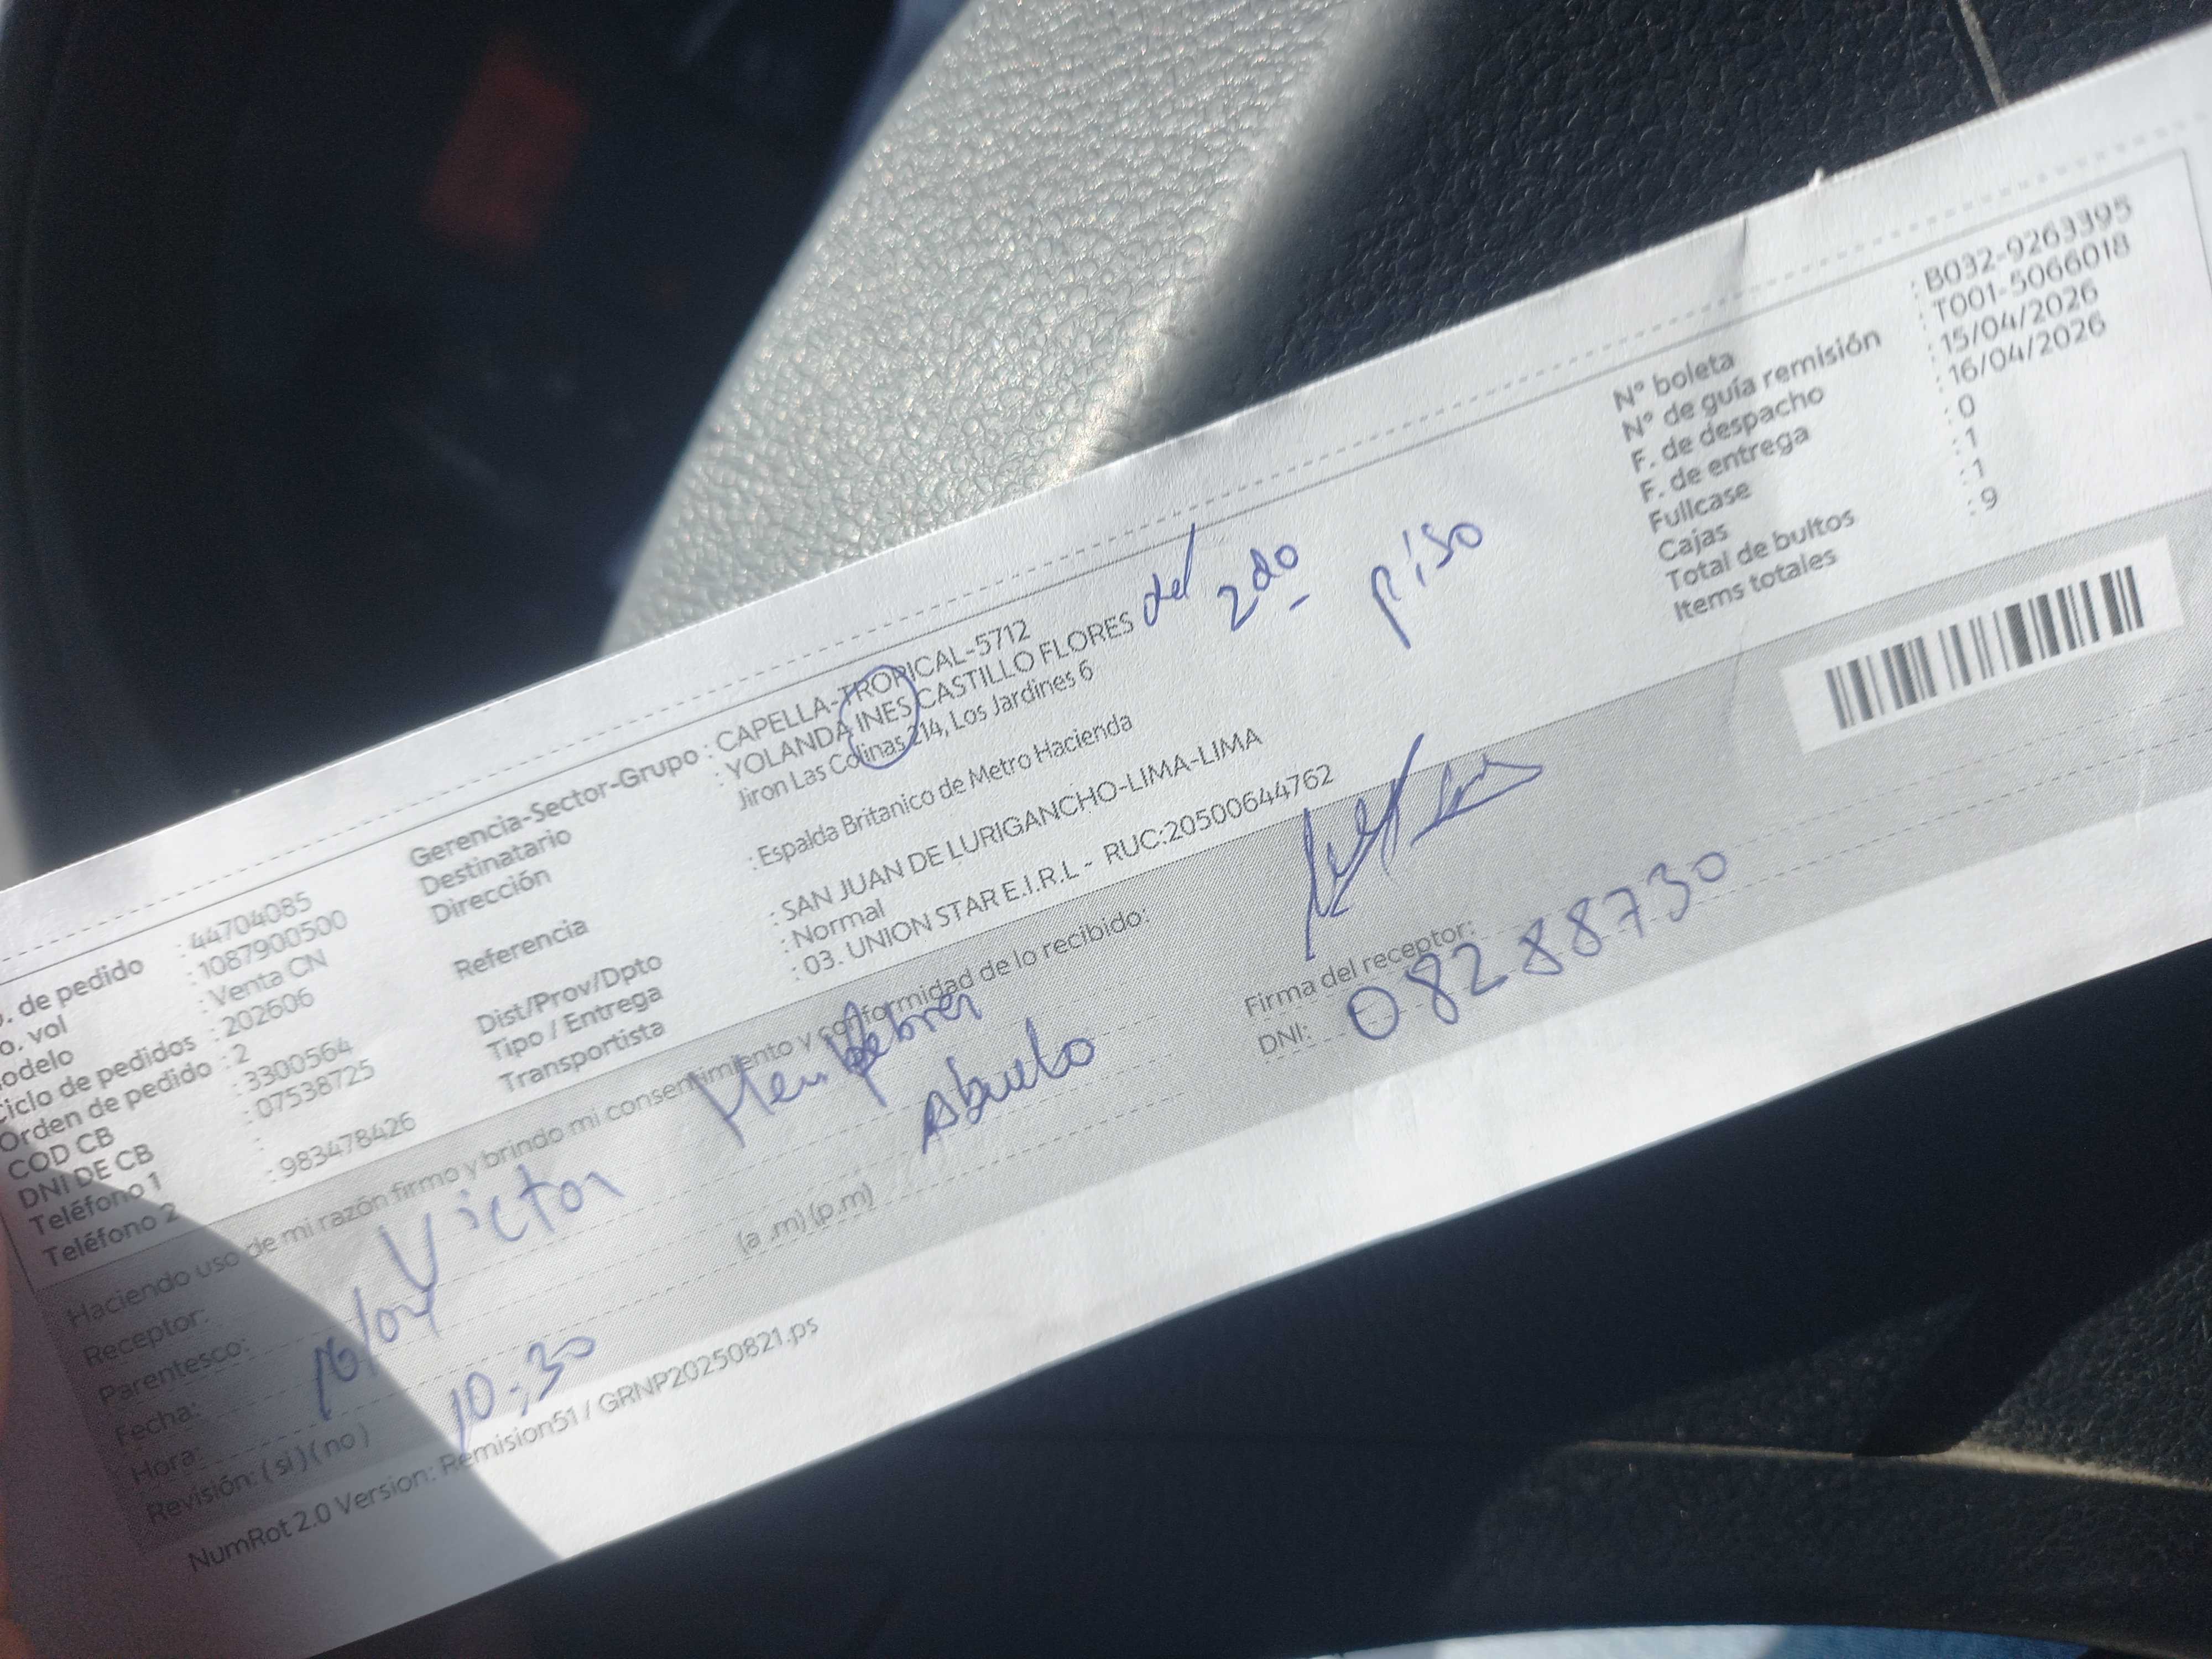 . de pedido : 44704085
o. vol : 1087900500
odelo : Venta CN
Ciclo de pedidos : 202606
Orden de pedido : 2
COD CB : 3300564
DNI DE CB : 07538725
Teléfono 1 :
Teléfono 2 : 983478426
Gerencia-Sector-Grupo : CAPELLA-TROPICAL-5712
Destinatario : YOLANDA INES CASTILLO FLORES del 2do piso
Dirección : Jiron Las Colinas 214, Los Jardines 6
Referencia : Espalda Britanico de Metro Hacienda
Dist/Prov/Dpto : SAN JUAN DE LURIGANCHO-LIMA-LIMA
Tipo / Entrega : Normal
Transportista : 03. UNION STAR E.I.R.L - RUC:20500644762
N° boleta : B032-9263395
N° de guía remisión : T001-5066018
F. de despacho : 15/04/2026
F. de entrega : 16/04/2026
Fullcase : 0
Cajas : 1
Total de bultos : 1
Items totales : 9
Haciendo uso de mi razón firmo y brindo mi consentimiento y conformidad de lo recibido:
Receptor: Victor
Parentesco: Abuelo
Fecha:
Hora: 10:30 (a .m) (p.m)
Revisión: ( si ) ( no )
Firma del receptor:
DNI: 08288730
NumRot 2.0 Version: Remision51 / GRNP20250821.ps